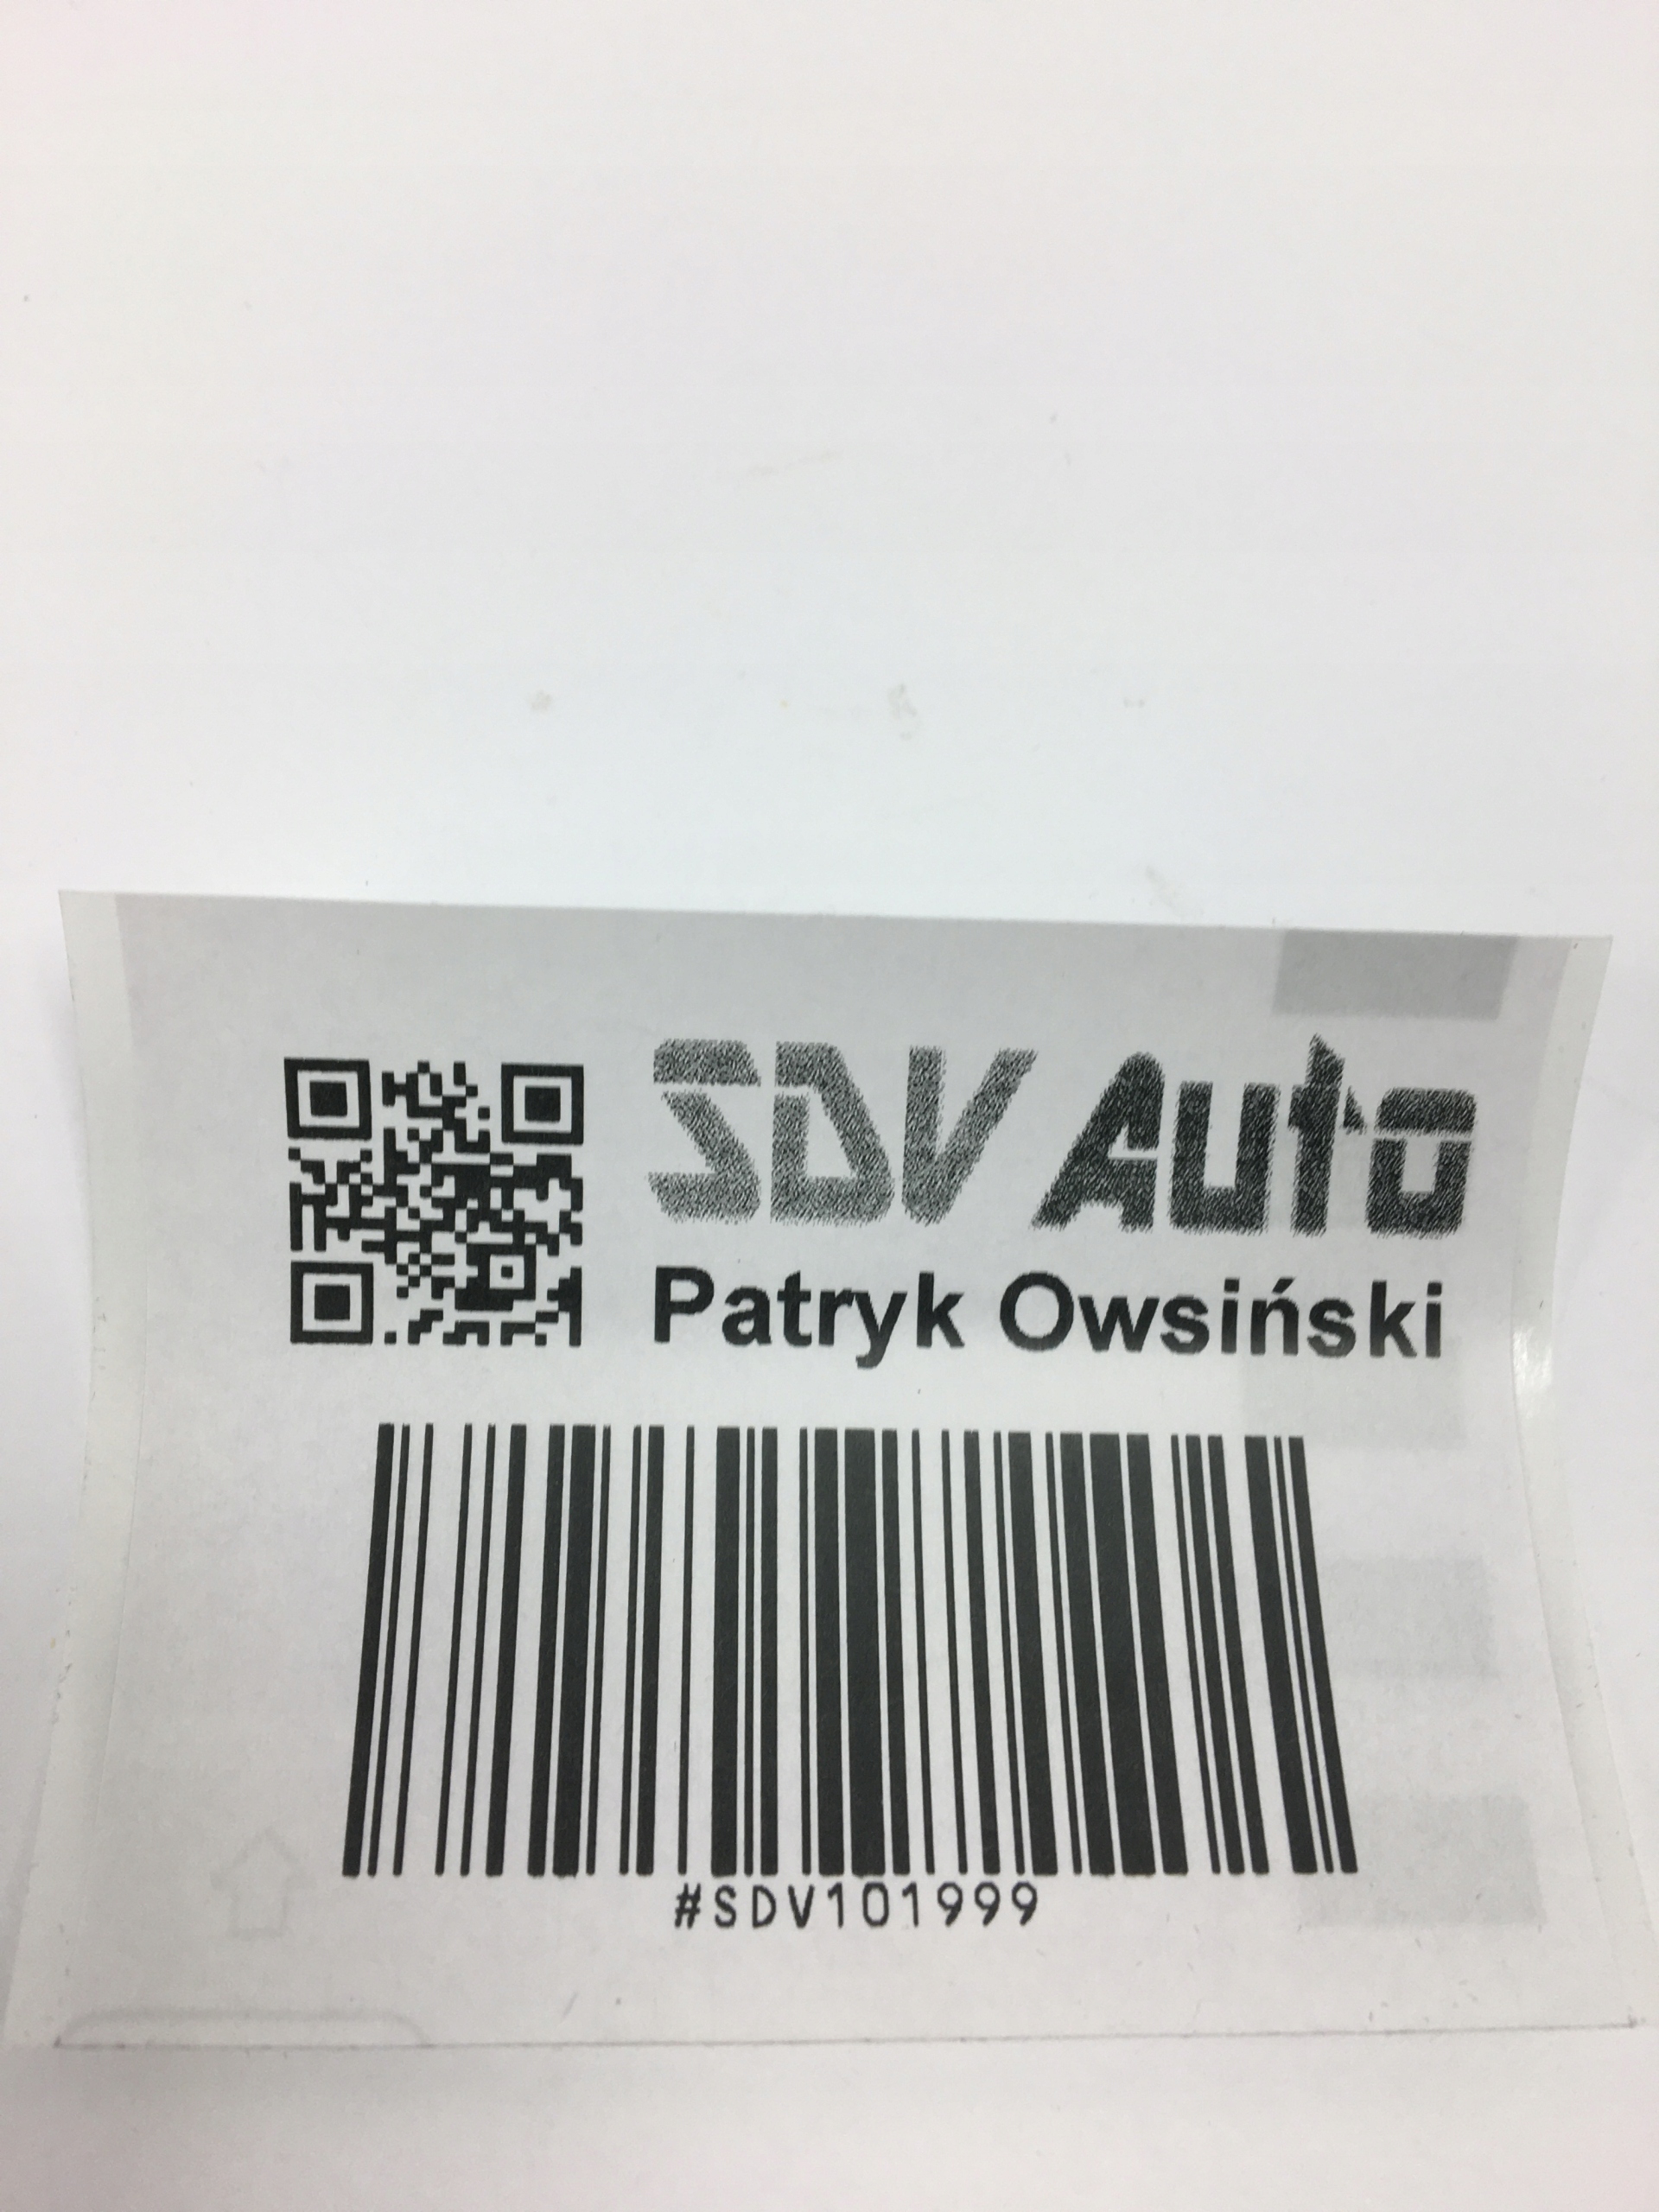 SDV Auto
Patryk Owsiński
#SDV101999